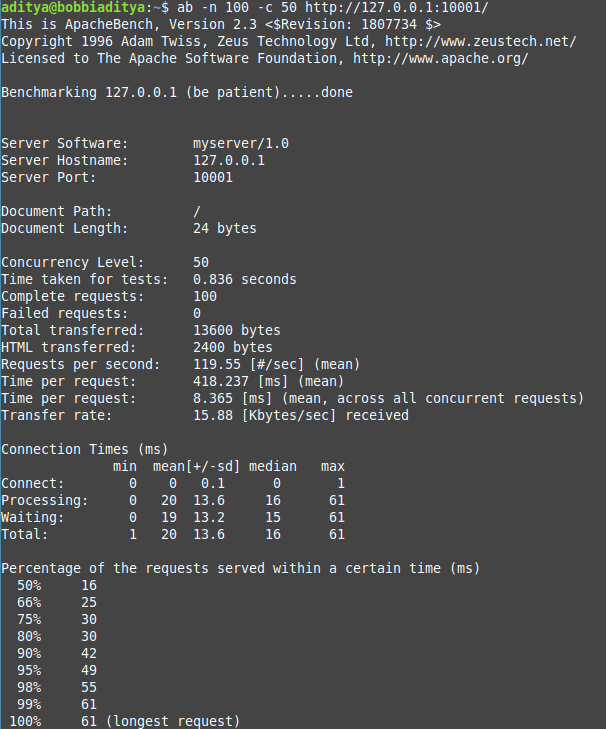 aditya@bobbiaditya:~$ ab -n 100 -c 50 http://127.0.0.1:10001/
This is ApacheBench, Version 2.3 <$Revision: 1807734 $>
Copyright 1996 Adam Twiss, Zeus Technology Ltd, http://www.zeustech.net/
Licensed to The Apache Software Foundation, http://www.apache.org/

Benchmarking 127.0.0.1 (be patient).....done


Server Software:        myserver/1.0
Server Hostname:        127.0.0.1
Server Port:            10001

Document Path:          /
Document Length:        24 bytes

Concurrency Level:      50
Time taken for tests:   0.836 seconds
Complete requests:      100
Failed requests:        0
Total transferred:      13600 bytes
HTML transferred:       2400 bytes
Requests per second:    119.55 [#/sec] (mean)
Time per request:       418.237 [ms] (mean)
Time per request:       8.365 [ms] (mean, across all concurrent requests)
Transfer rate:          15.88 [Kbytes/sec] received

Connection Times (ms)
              min  mean[+/-sd] median   max
Connect:        0    0   0.1      0       1
Processing:     0   20  13.6     16      61
Waiting:        0   19  13.2     15      61
Total:          1   20  13.6     16      61

Percentage of the requests served within a certain time (ms)
  50%     16
  66%     25
  75%     30
  80%     30
  90%     42
  95%     49
  98%     55
  99%     61
 100%     61 (longest request)